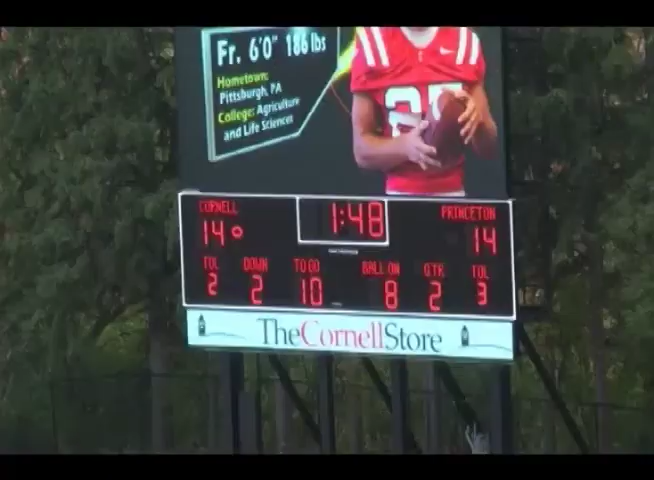 Fr. 6'0" 186 lbs
Hometown:
Pittsburgh, PA
College: Agriculture
and Life Sciences
CORNELL 1:48 PRINCETON
14 14
TOL DOWN TO GO BALL ON QTR TOL
2 2 10 8 2 3
TheCornellStore